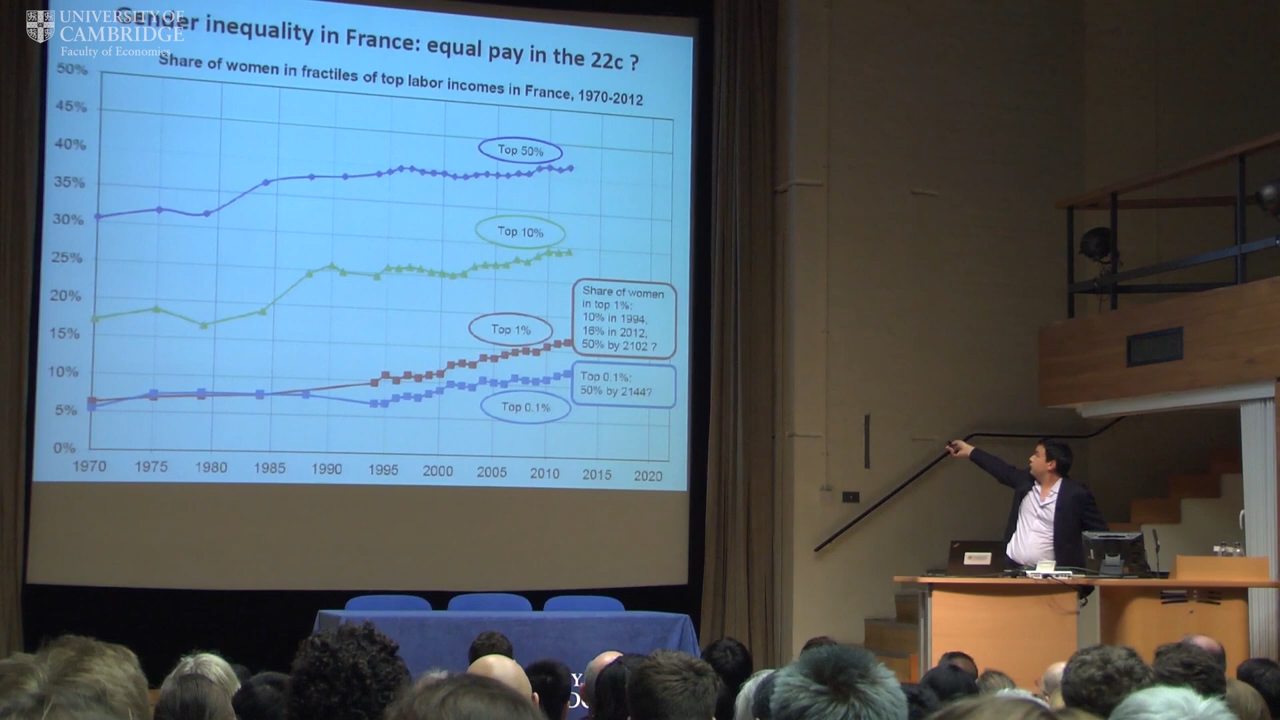 UNIVERSITY OF
CAMBRIDGE
Faculty of Economics
Gender inequality in France: equal pay in the 22c ?
Share of women in fractiles of top labor incomes in France, 1970-2012
50%
45%
40%
35%
30%
25%
20%
15%
10%
5%
0%
Top 50%
Top 10%
Top 1%
Share of women
in top 1%:
10% in 1994,
16% in 2012,
50% by 2102 ?
Top 0.1%:
50% by 2144?
Top 0.1%
1970 1975 1980 1985 1990 1995 2000 2005 2010 2015 2020